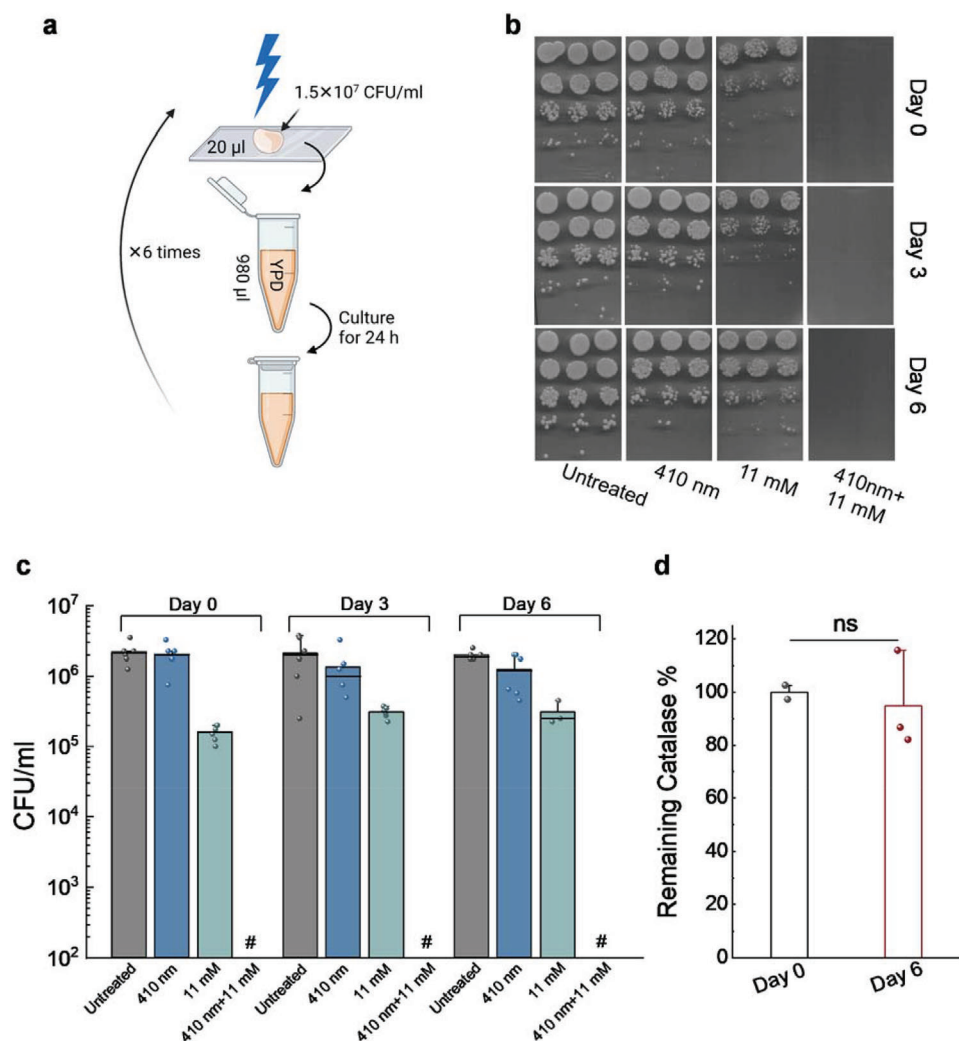 a
1.5×10⁷ CFU/ml
20 µl
×6 times
980 µl
YPD
Culture
for 24 h
b
Day 0
Day 3
Day 6
Untreated
410 nm
11 mM
410nm+
11 mM
c
CFU/ml
10⁷
10⁶
10⁵
10⁴
10³
10²
Day 0
Day 3
Day 6
#
#
#
Untreated
410 nm
11 mM
410 nm+11 mM
Untreated
410 nm
11 mM
410 nm+11 mM
Untreated
410 nm
11 mM
410 nm+11 mM
d
Remaining Catalase %
ns
120
100
80
60
40
20
0
Day 0
Day 6